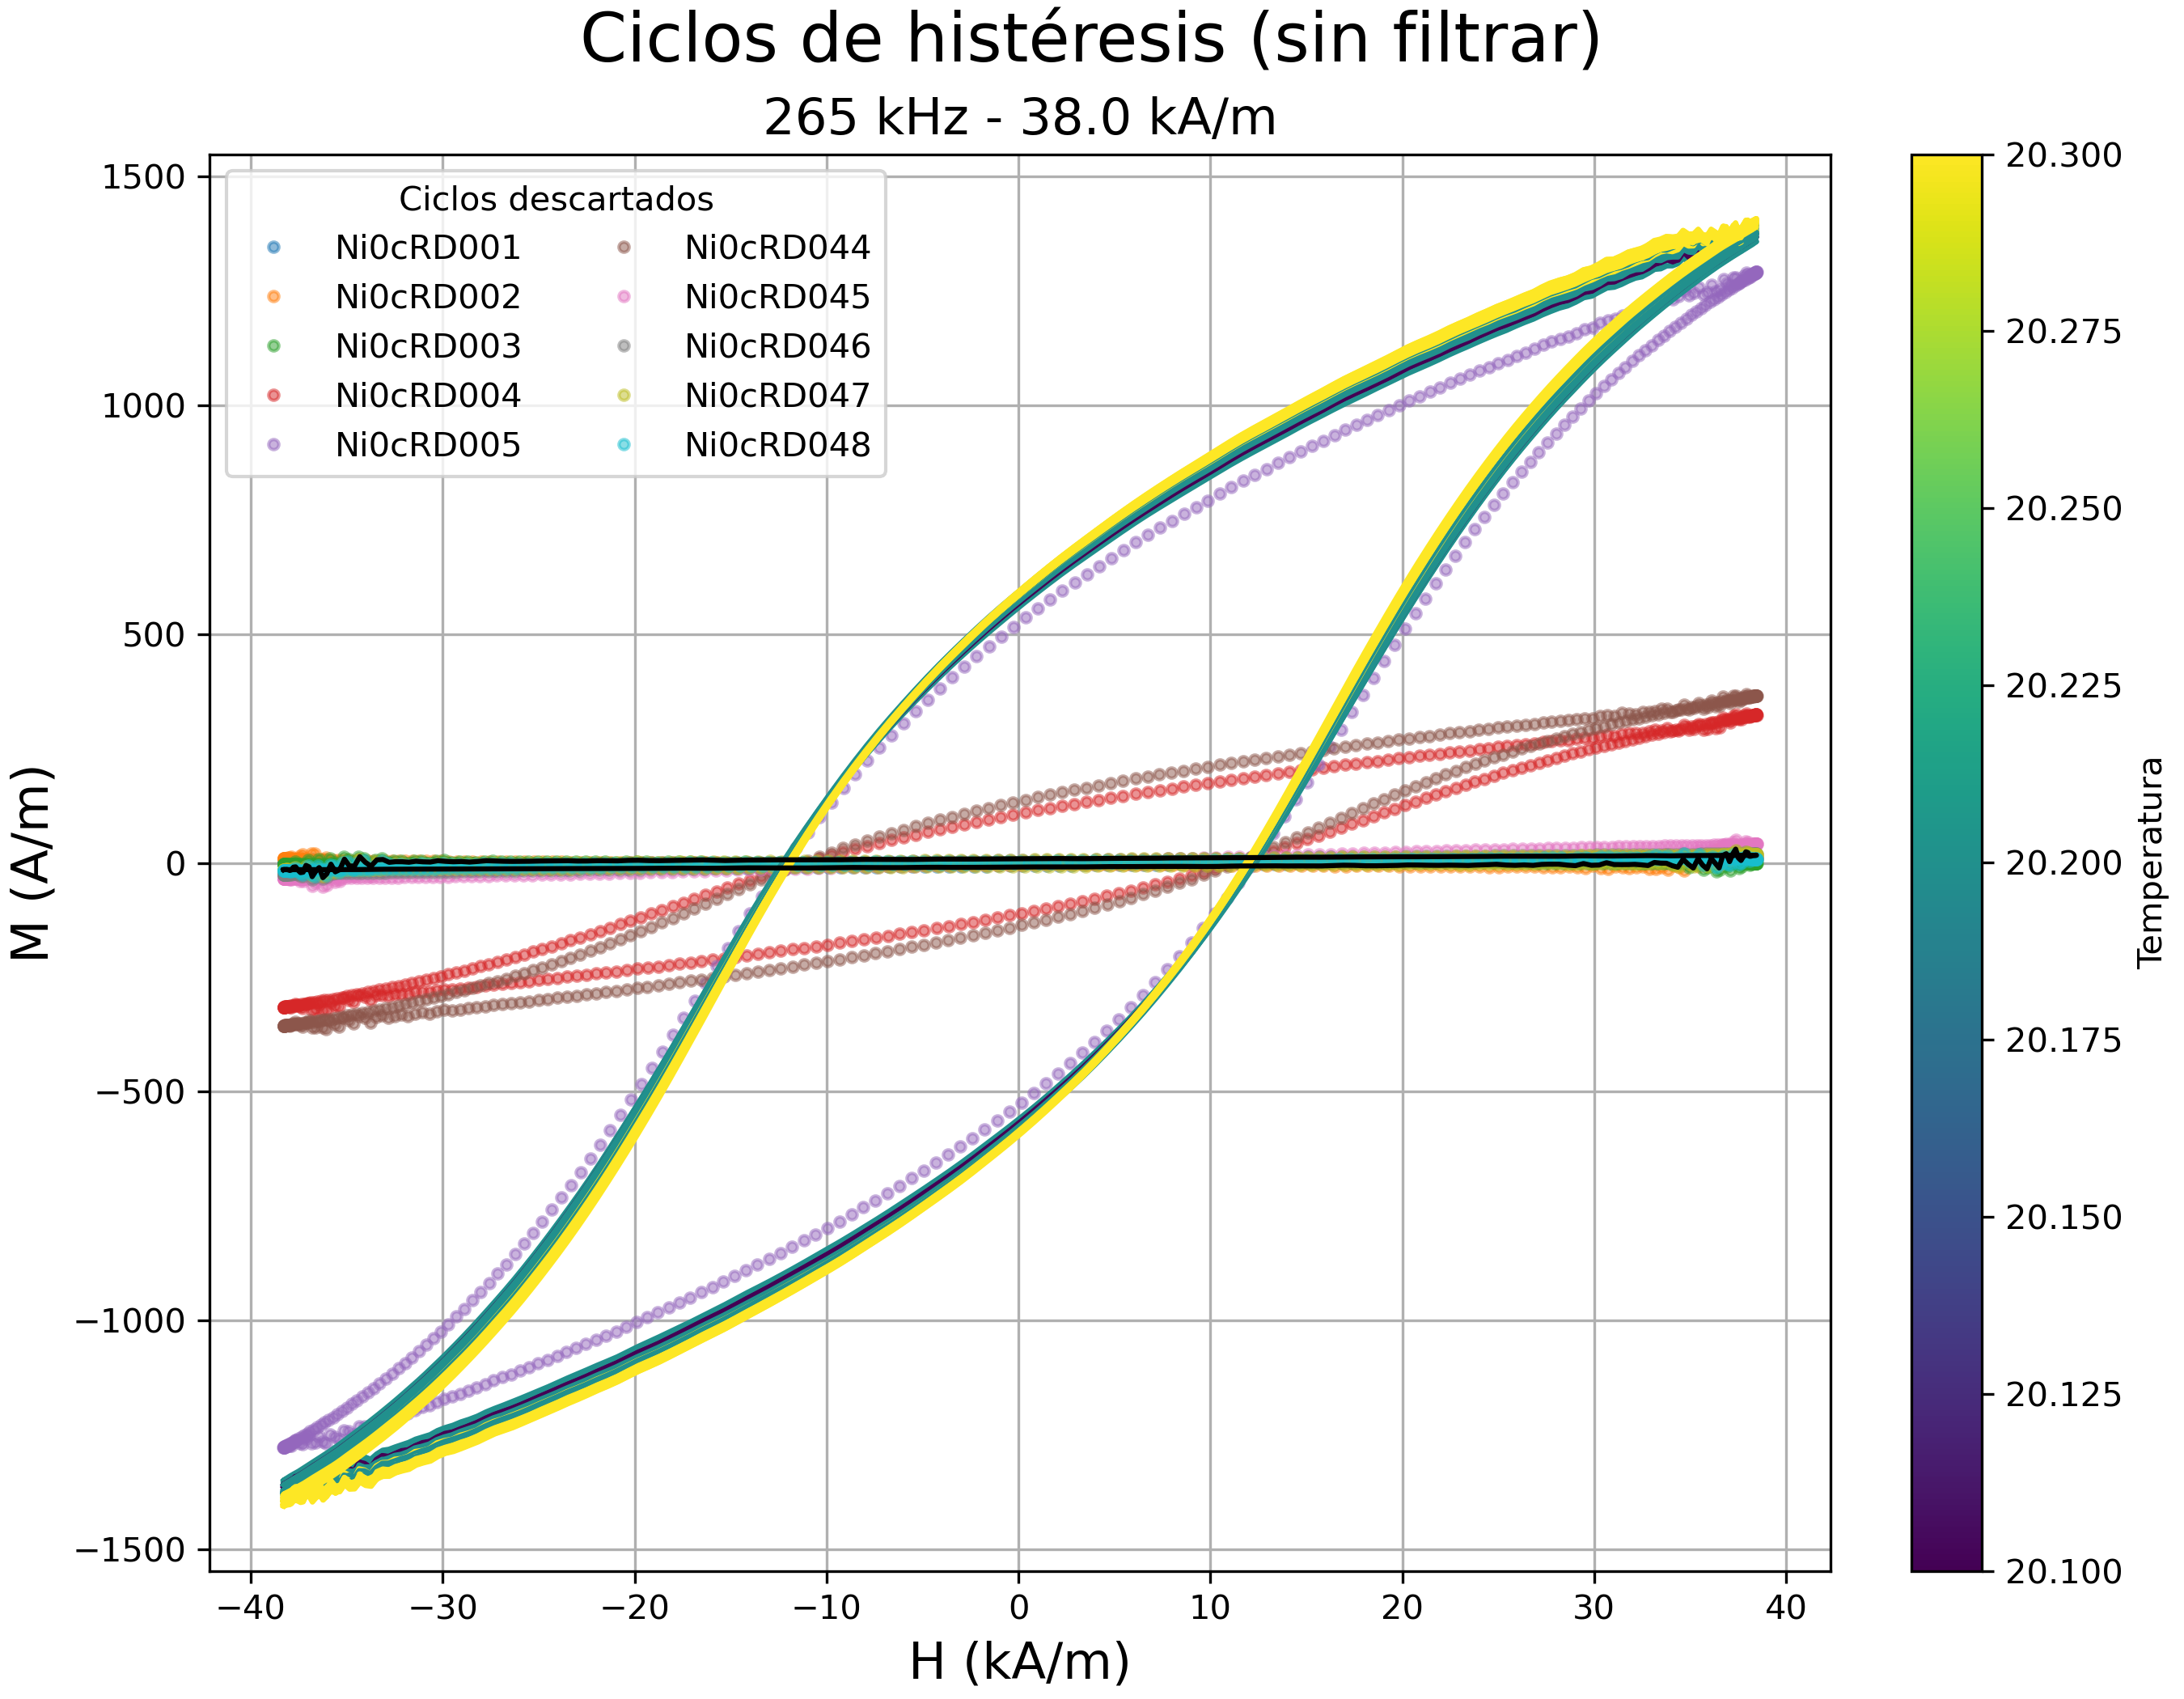 Ciclos de histéresis (sin filtrar)
265 kHz - 38.0 kA/m
Ciclos descartados
Ni0cRD001 Ni0cRD044
Ni0cRD002 Ni0cRD045
Ni0cRD003 Ni0cRD046
Ni0cRD004 Ni0cRD047
Ni0cRD005 Ni0cRD048
M (A/m)
1500
1000
500
0
−500
−1000
−1500
−40 −30 −20 −10 0 10 20 30 40
H (kA/m)
20.300
20.275
20.250
20.225
20.200
20.175
20.150
20.125
20.100
Temperatura